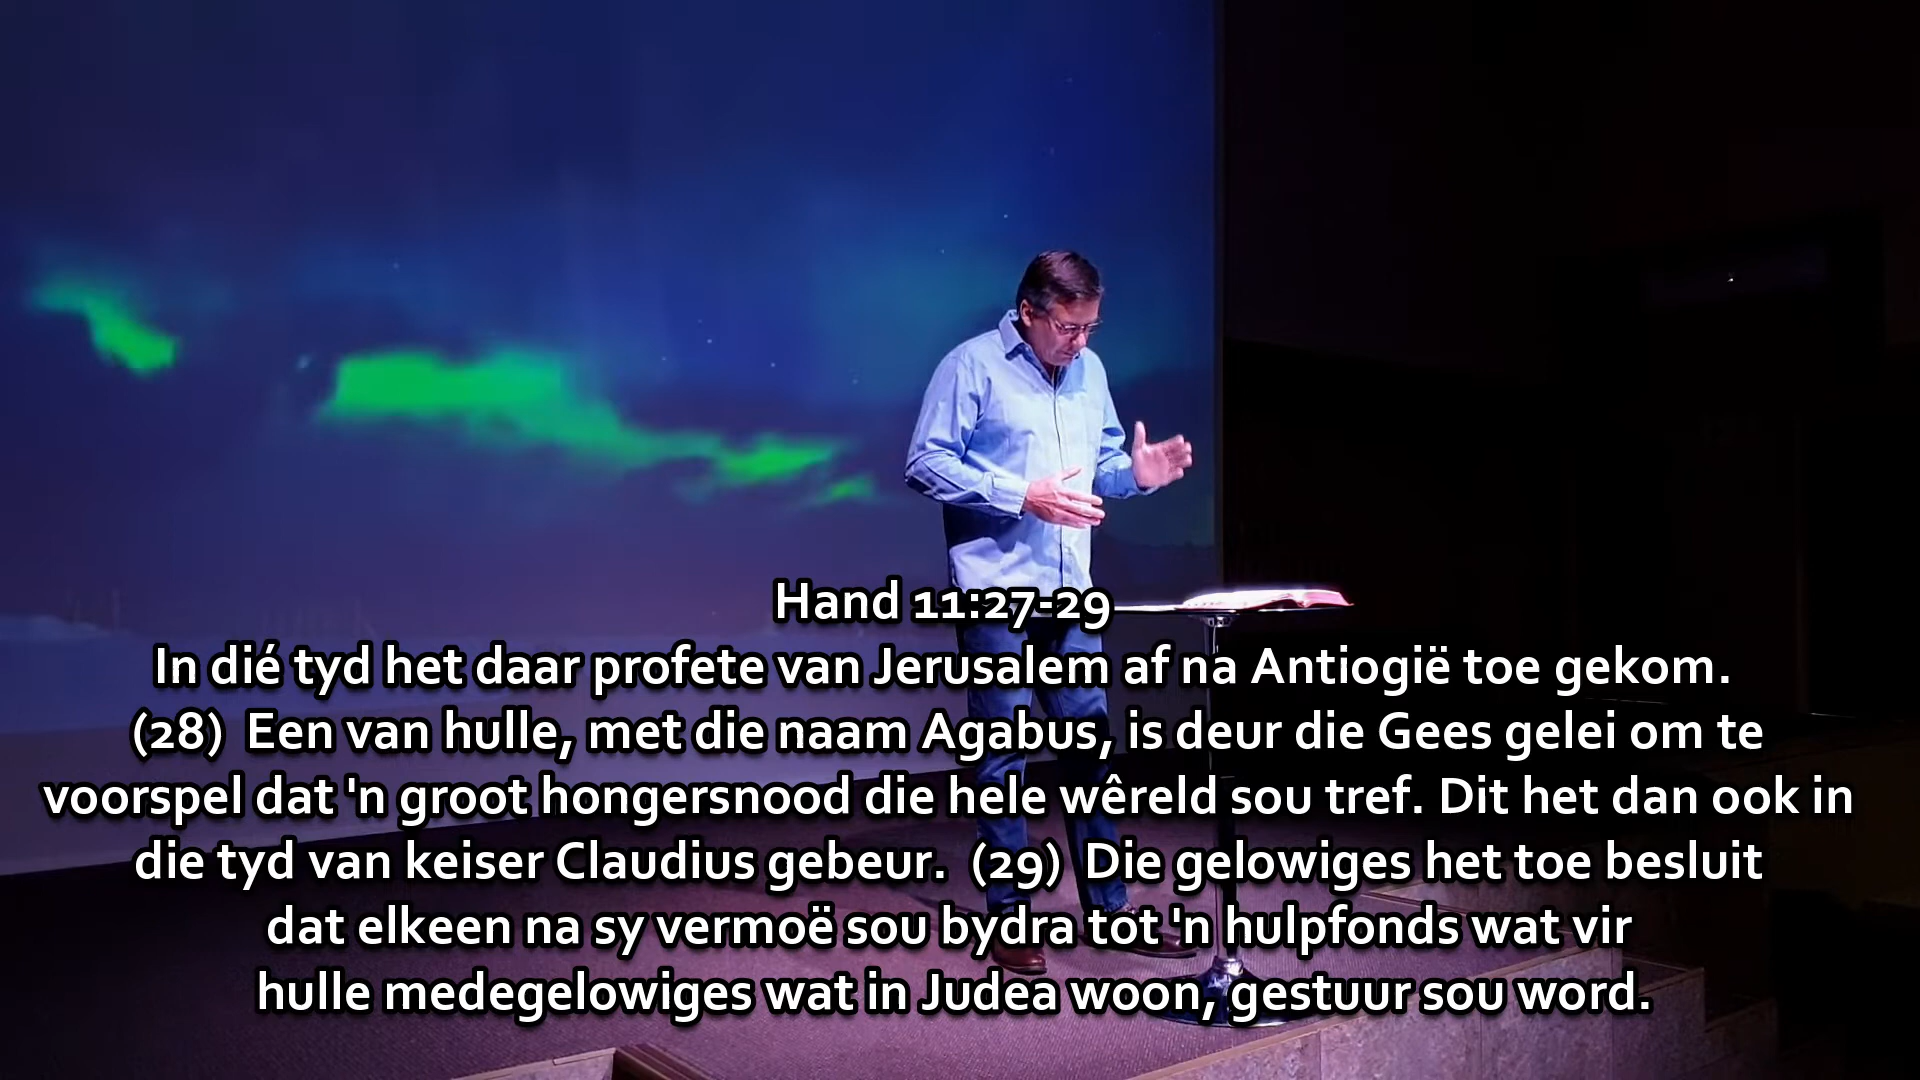 Hand 11:27-29
In dié tyd het daar profete van Jerusalem af na Antiogië toe gekom.
(28)  Een van hulle, met die naam Agabus, is deur die Gees gelei om te
voorspel dat 'n groot hongersnood die hele wêreld sou tref. Dit het dan ook in
die tyd van keiser Claudius gebeur.  (29)  Die gelowiges het toe besluit
dat elkeen na sy vermoë sou bydra tot 'n hulpfonds wat vir
hulle medegelowiges wat in Judea woon, gestuur sou word.